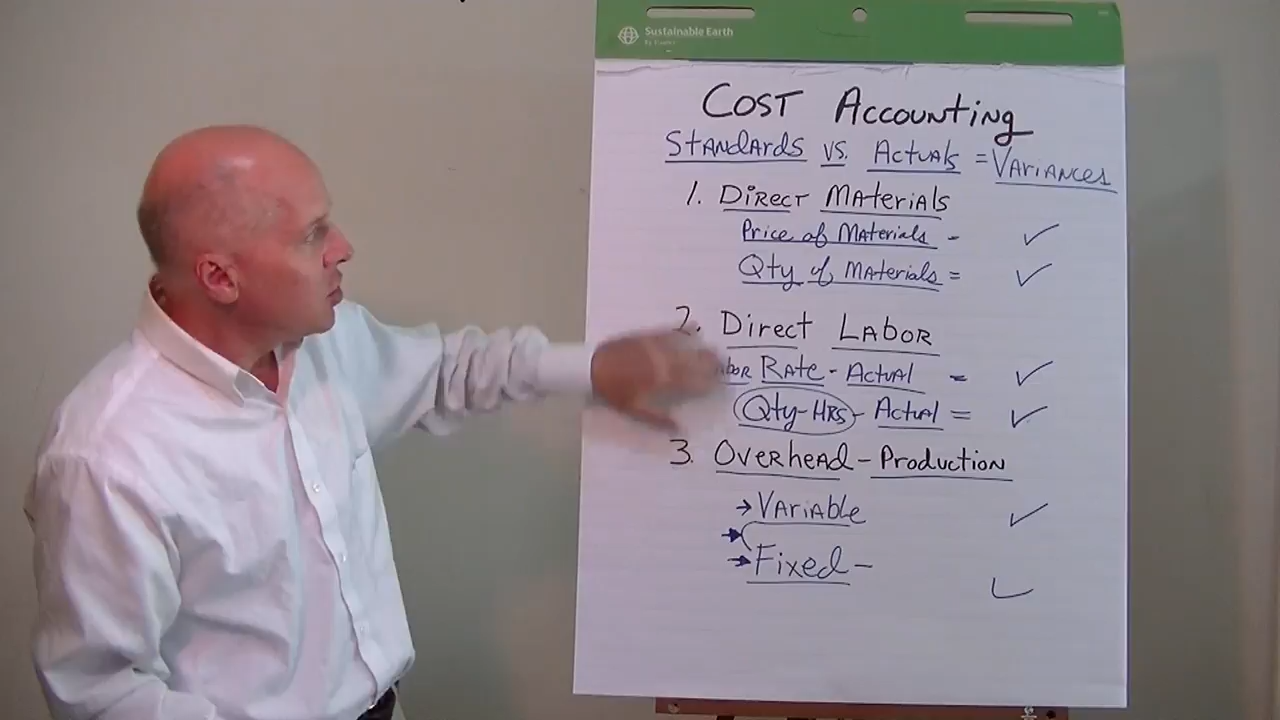 Sustainable Earth
Cost Accounting
Standards vs. Actuals = Variances
1. Direct Materials
Price of Materials -
Qty of Materials =
2. Direct Labor
Rate - Actual =
Qty-Hrs - Actual =
3. Overhead - Production
→ Variable
→ Fixed -